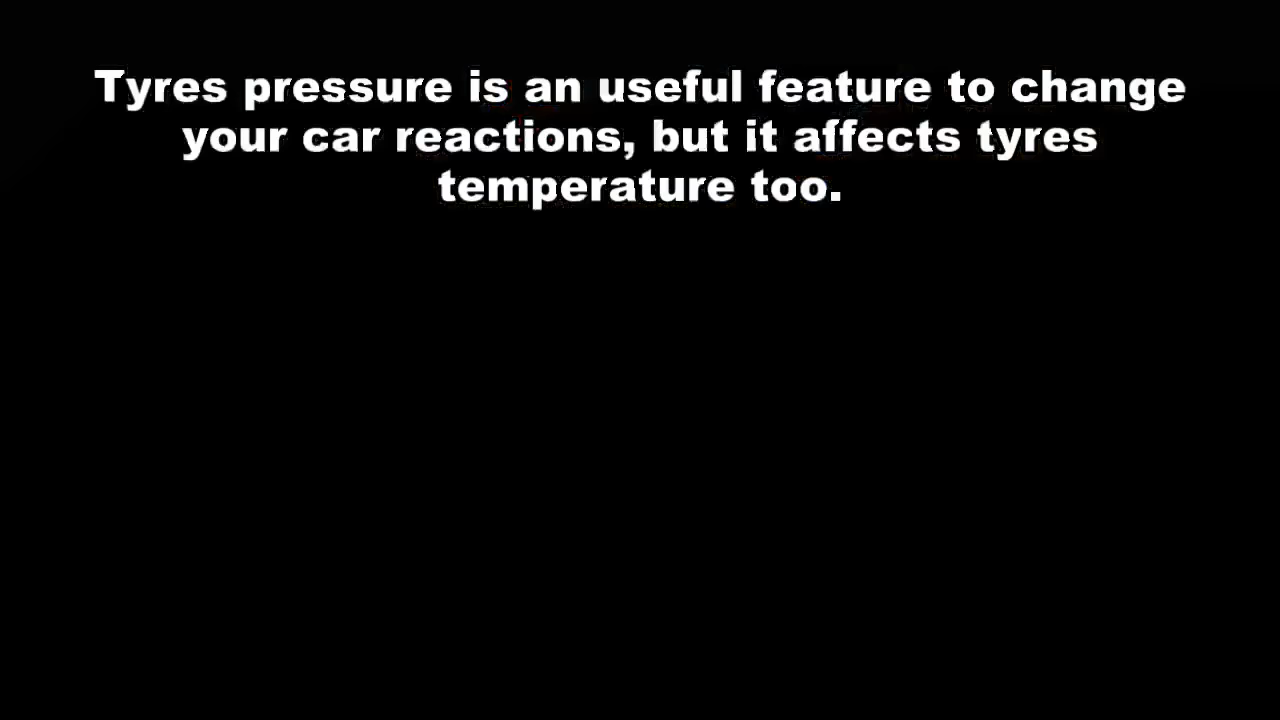 Tyres pressure is an useful feature to change
your car reactions, but it affects tyres
temperature too.